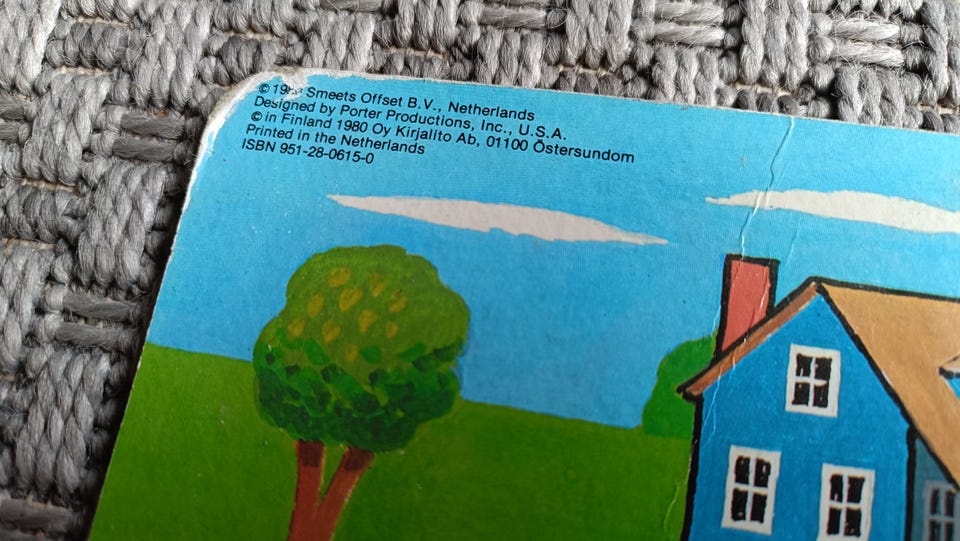 © Smeets Offset B.V., Netherlands
Designed by Porter Productions, Inc., U.S.A.
© in Finland 1980 Oy Kirjalito Ab, 01100 Östersundom
Printed in the Netherlands
ISBN 951-28-0615-0